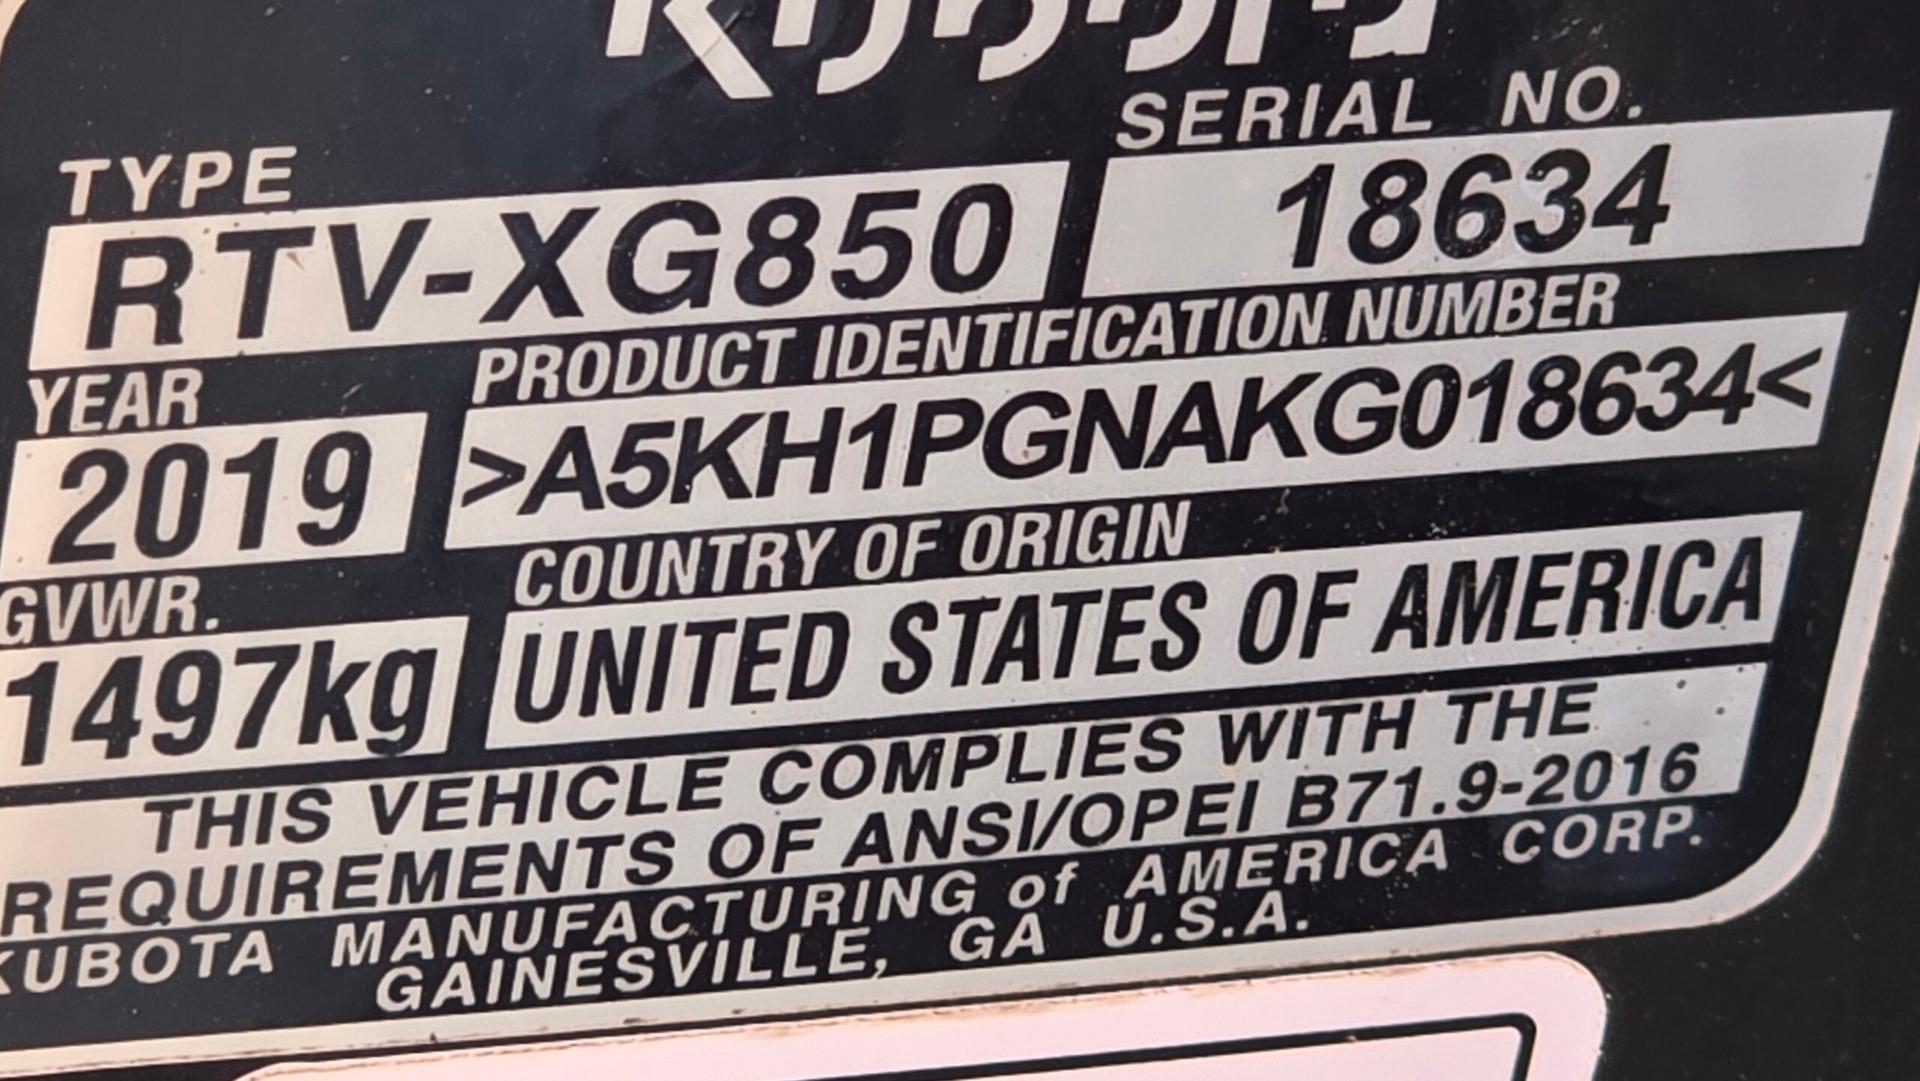 Kubota
TYPE SERIAL NO.
RTV-XG850 18634
YEAR PRODUCT IDENTIFICATION NUMBER
2019 >A5KH1PGNAKG018634<
GVWR. COUNTRY OF ORIGIN
1497kg UNITED STATES OF AMERICA
THIS VEHICLE COMPLIES WITH THE
REQUIREMENTS OF ANSI/OPEI B71.9-2016
KUBOTA MANUFACTURING of AMERICA CORP.
GAINESVILLE, GA U.S.A.